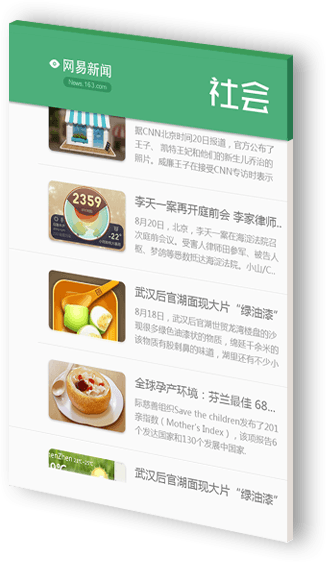 网易新闻
News.163.com
社会
据CNN北京时间20日报道，官方公布了
王子、凯特王妃和他们的新生儿乔治的
照片。威廉王子在接受CNN专访时表示
2359
-22°
李天一案再开庭前会 李家律师...
8月20日，北京，李天一案在海淀法院召
次庭前会议。受害人律师田参军、被告人
枢、梦鸽等悉数抵达海淀法院。小山/C..
武汉后官湖面现大片“绿油漆”
8月18日，武汉后官湖世贸龙湾楼盘的沙
现很多绿色油漆状的物质，绵延千余米的
该物质有股刺鼻的味道，湖里还有不少小
全球孕产环境：芬兰最佳 68...
际慈善组织Save the children发布了201
亲指数（Mother's Index），该项报告6
个发达国家和130个发展中国家.
武汉后官湖面现大片“绿油漆”